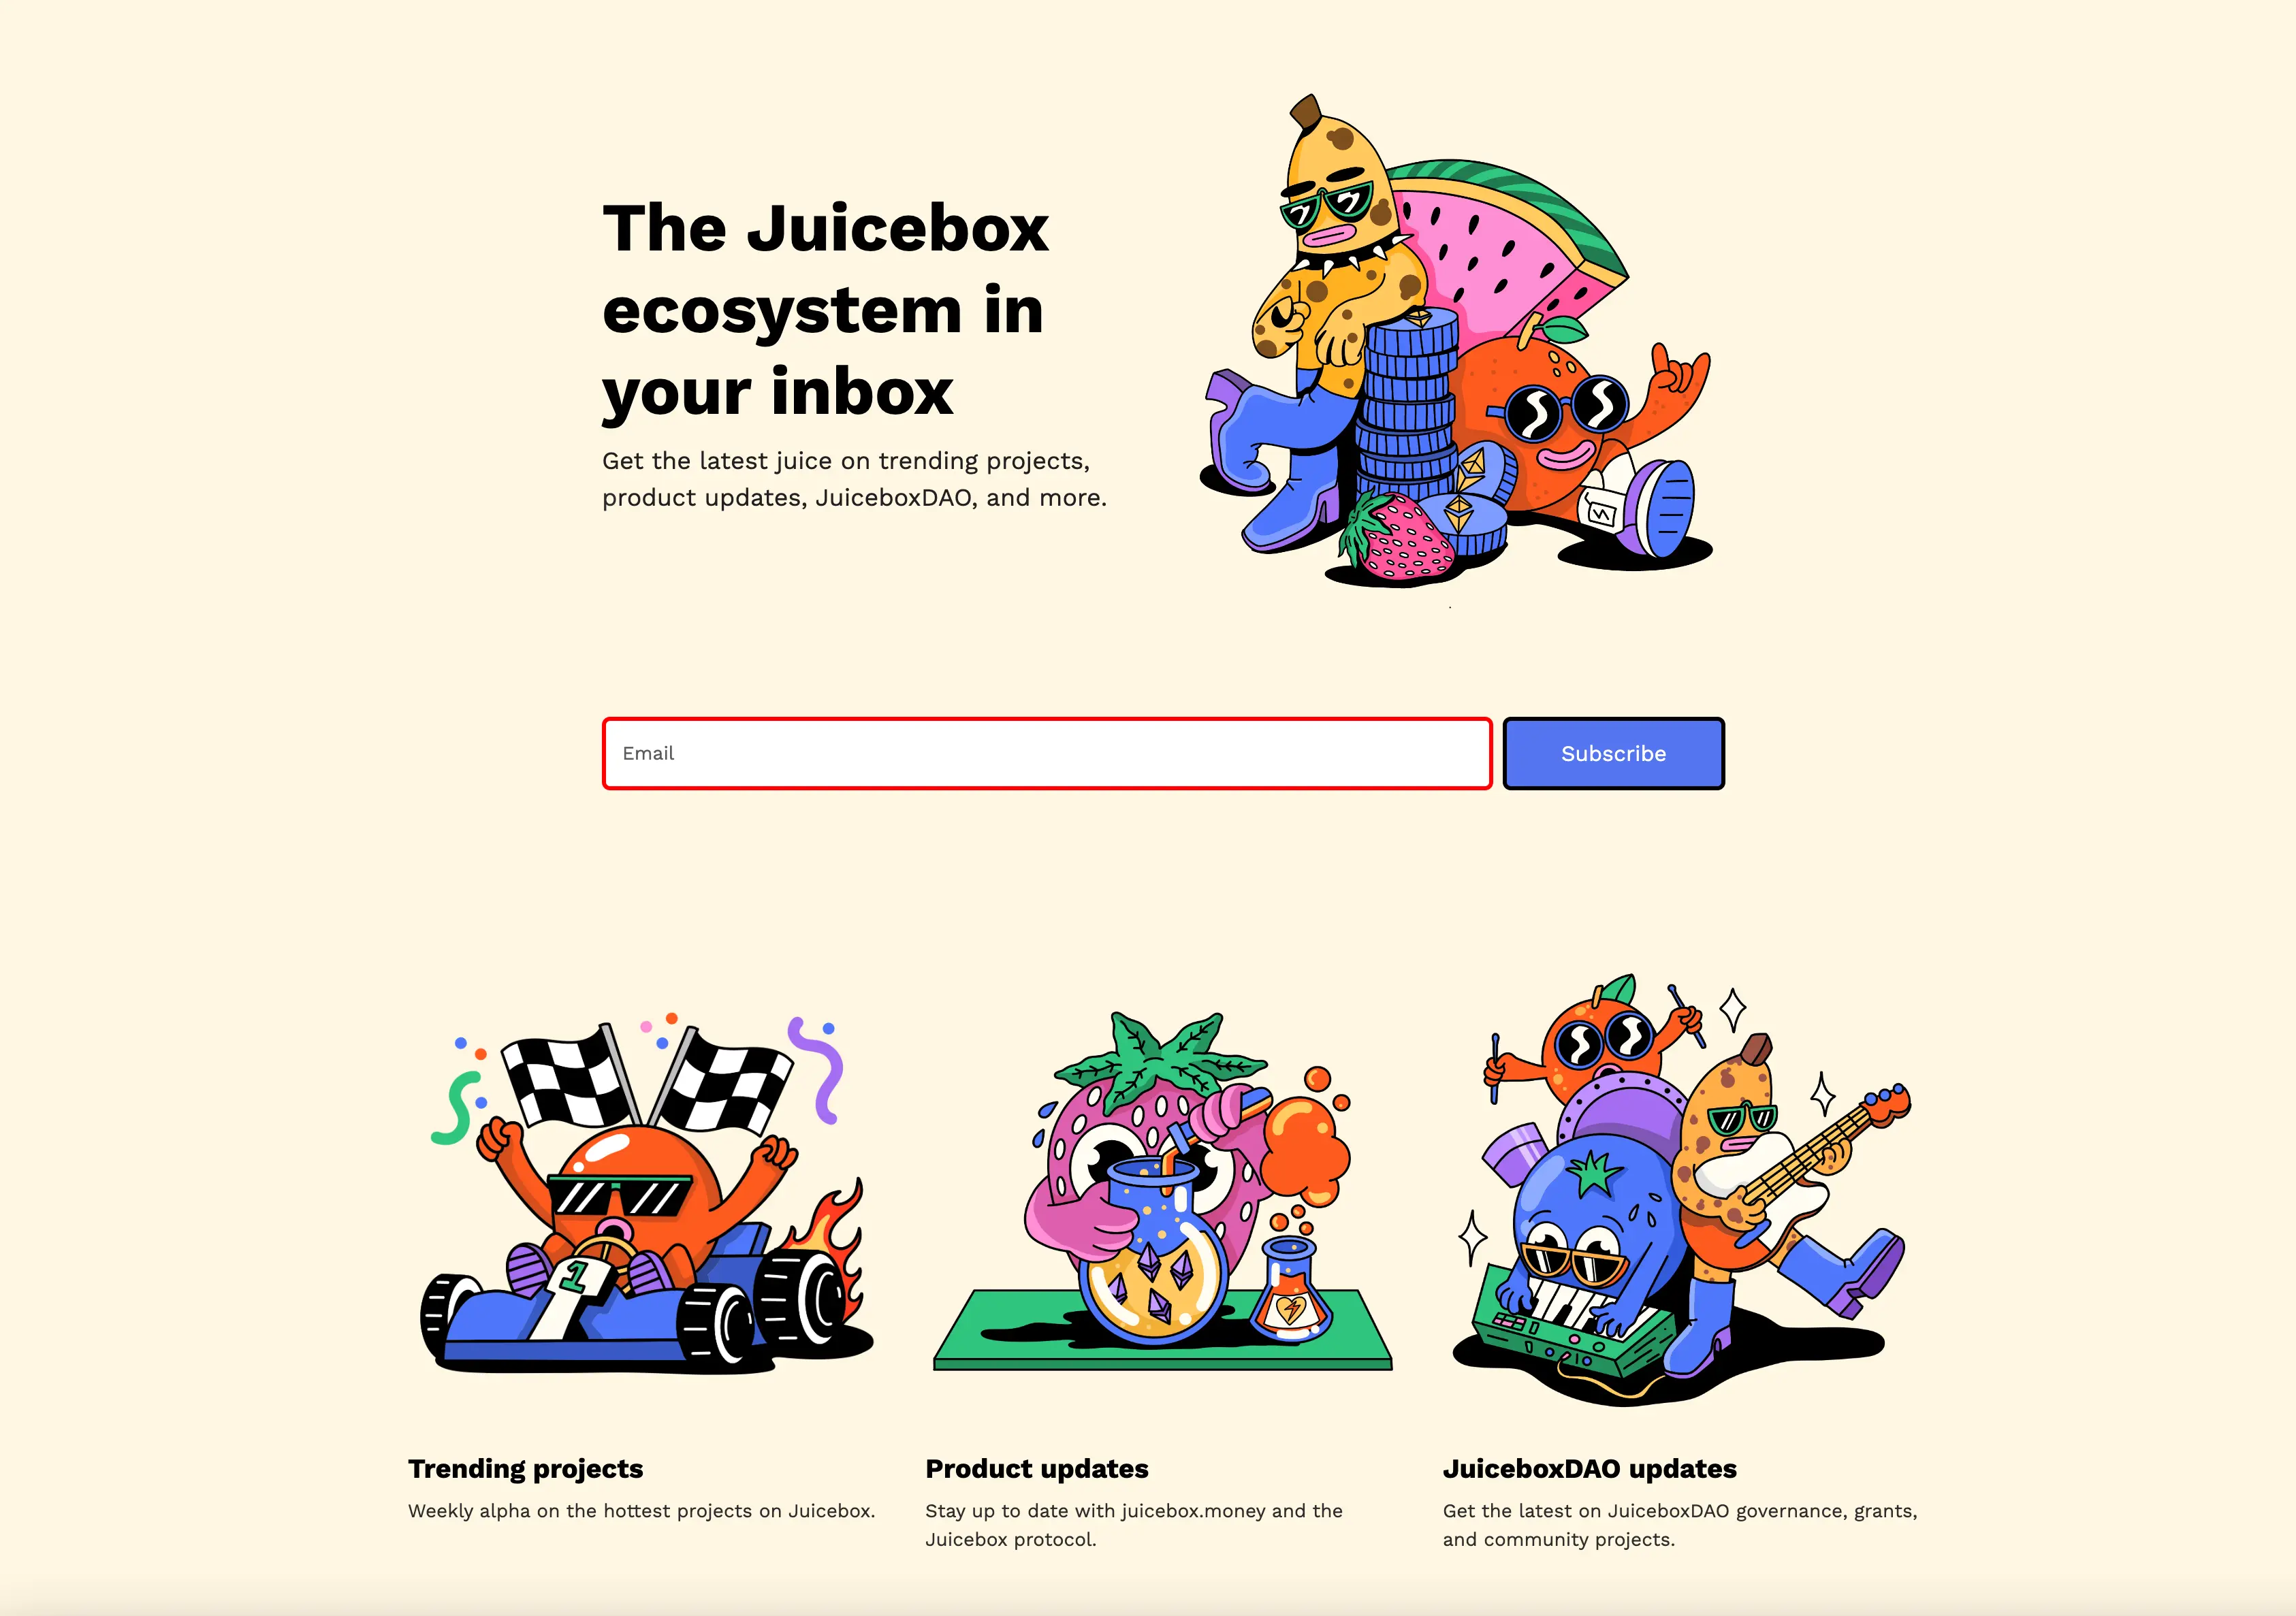 The Juicebox
ecosystem in
your inbox
Get the latest juice on trending projects,
product updates, JuiceboxDAO, and more.
Email
Subscribe
1
Trending projects
Weekly alpha on the hottest projects on Juicebox.
Product updates
Stay up to date with juicebox.money and the
Juicebox protocol.
JuiceboxDAO updates
Get the latest on JuiceboxDAO governance, grants,
and community projects.